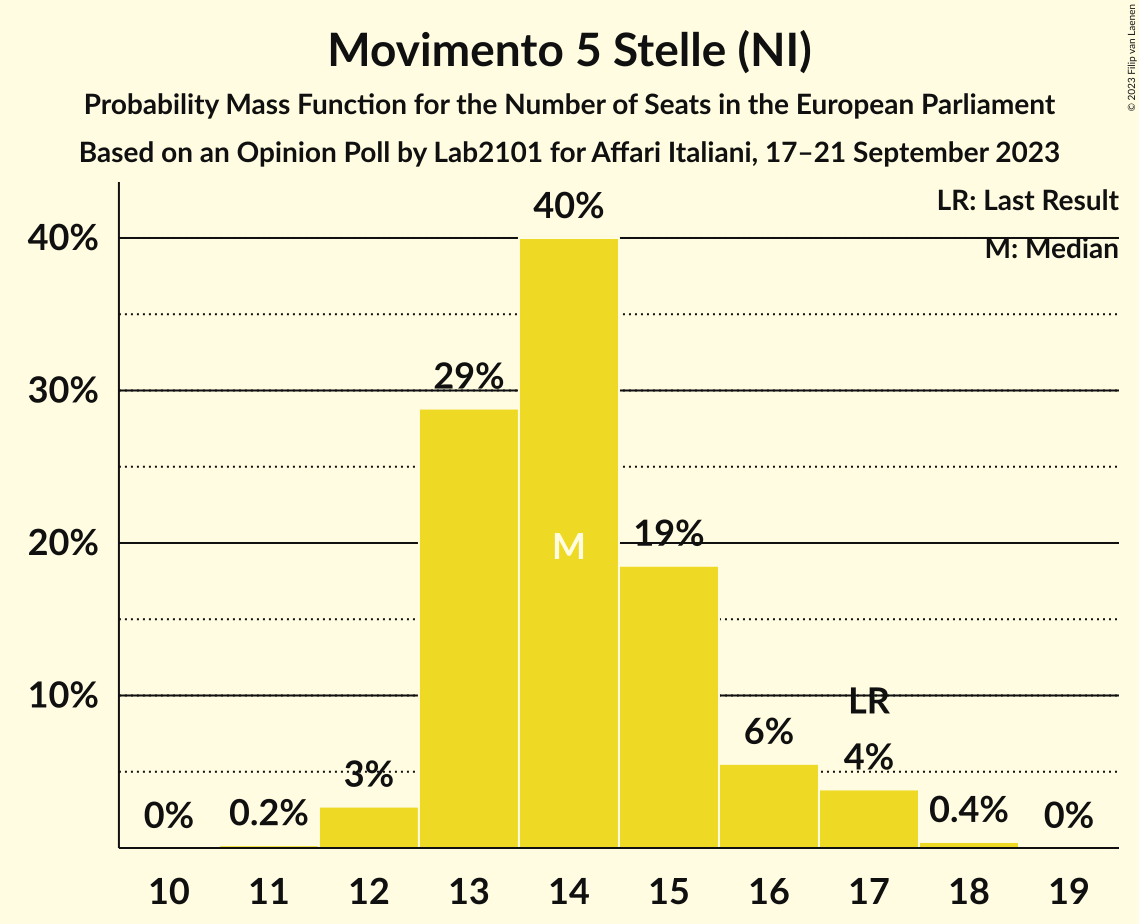 Movimento 5 Stelle (NI)
Probability Mass Function for the Number of Seats in the European Parliament
Based on an Opinion Poll by Lab2101 for Affari Italiani, 17–21 September 2023
© 2023 Filip van Laenen
LR: Last Result
M: Median
40%
30%
20%
10%
0%
0.2%
3%
29%
40%
M
19%
6%
LR
4%
0.4%
0%
10 11 12 13 14 15 16 17 18 19